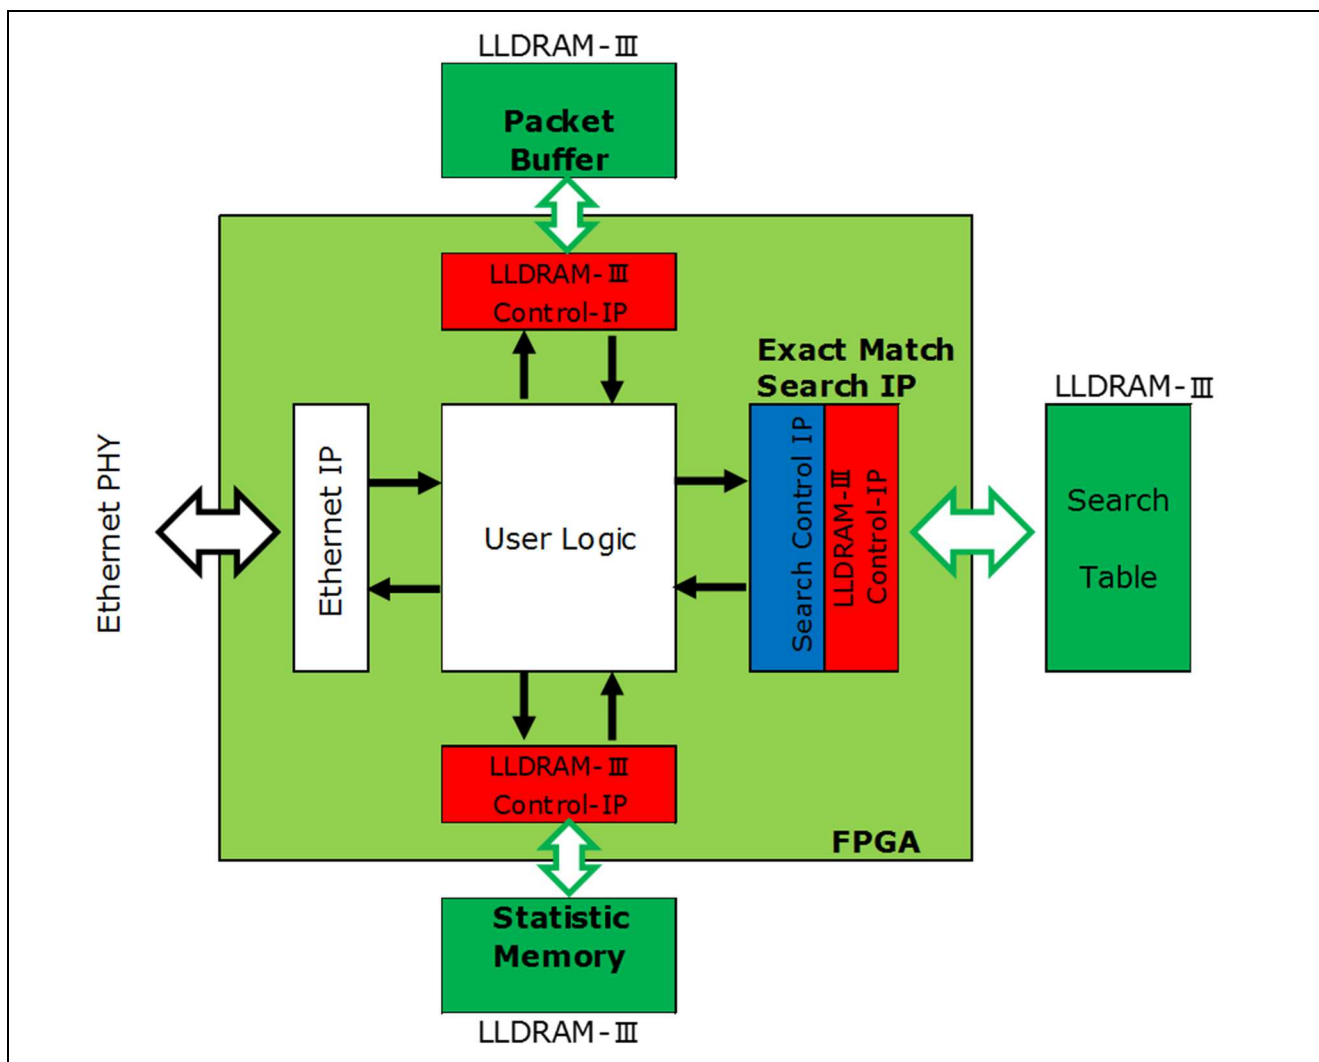 LLDRAM-Ⅲ
Packet
Buffer
LLDRAM-Ⅲ
Control-IP
Exact Match
Search IP
LLDRAM-Ⅲ
Ethernet PHY
Ethernet IP
User Logic
Search Control IP
LLDRAM-Ⅲ
Control-IP
Search
Table
LLDRAM-Ⅲ
Control-IP
FPGA
Statistic
Memory
LLDRAM-Ⅲ